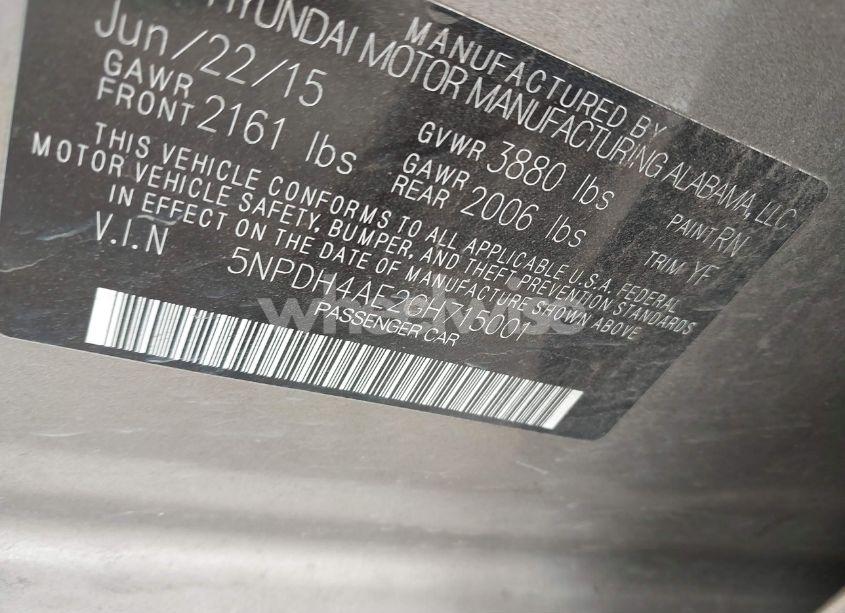 MANUFACTURED BY
HYUNDAI MOTOR MANUFACTURING ALABAMA, LLC
Jun/22/15
GVWR 3880 lbs
PAINT RN
GAWR FRONT 2161 lbs
GAWR REAR 2006 lbs
TRIM YF
THIS VEHICLE CONFORMS TO ALL APPLICABLE U.S.A. FEDERAL
MOTOR VEHICLE SAFETY, BUMPER, AND THEFT PREVENTION STANDARDS
IN EFFECT ON THE DATE OF MANUFACTURE SHOWN ABOVE
V.I.N
PASSENGER CAR